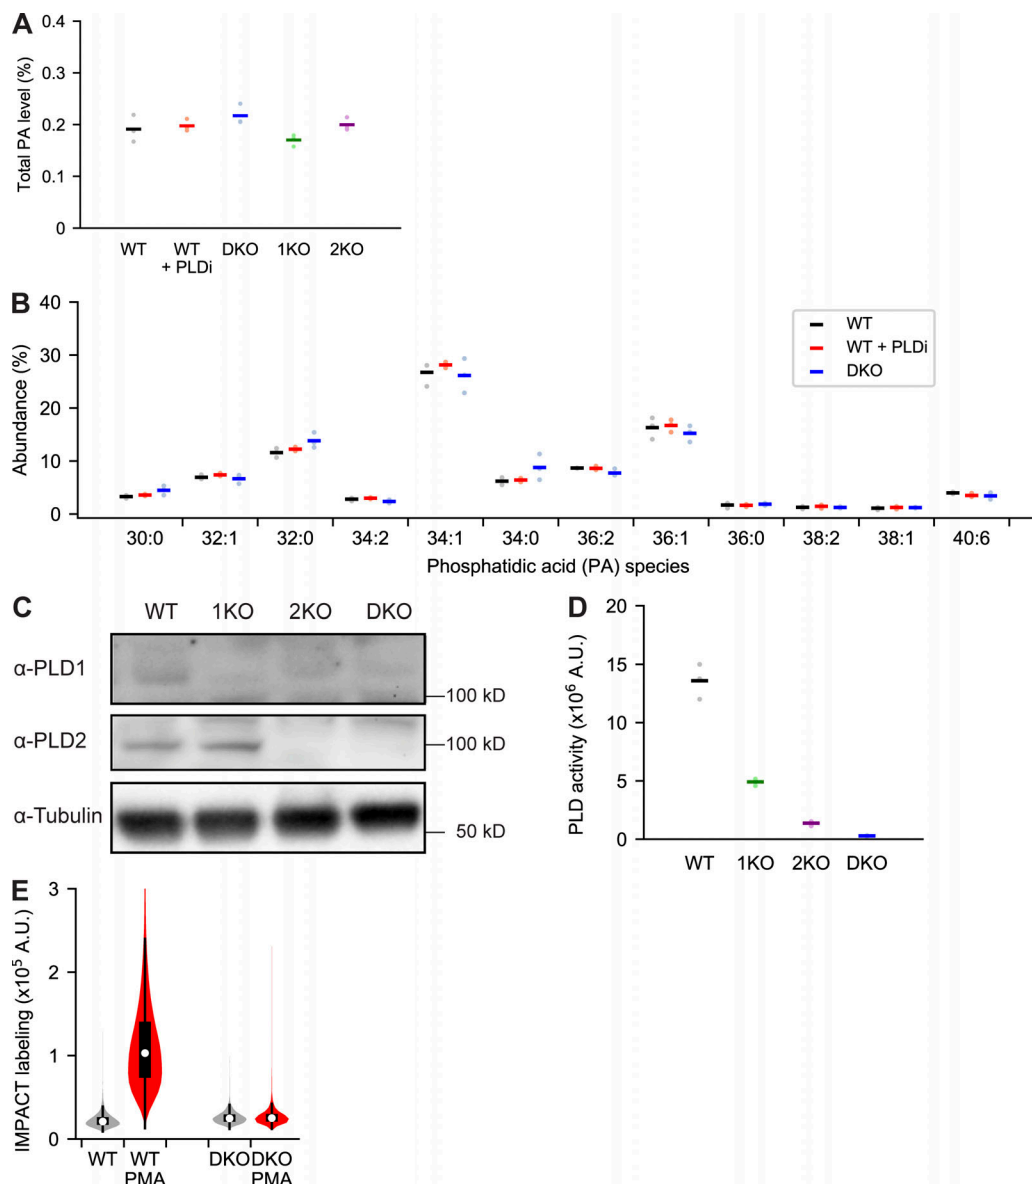 A
Total PA level (%)
0.4
0.3
0.2
0.1
0
WT
WT
+ PLDi
DKO
1KO
2KO
B
Abundance (%)
40
30
20
10
0
WT
WT + PLDi
DKO
30:0 32:1 32:0 34:2 34:1 34:0 36:2 36:1 36:0 38:2 38:1 40:6
Phosphatidic acid (PA) species
C
WT 1KO 2KO DKO
α-PLD1
100 kD
α-PLD2
100 kD
α-Tubulin
50 kD
D
PLD activity (x10⁶ A.U.)
20
15
10
5
0
WT 1KO 2KO DKO
E
IMPACT labeling (x10⁵ A.U.)
3
2
1
0
WT
WT
PMA
DKO
DKO
PMA